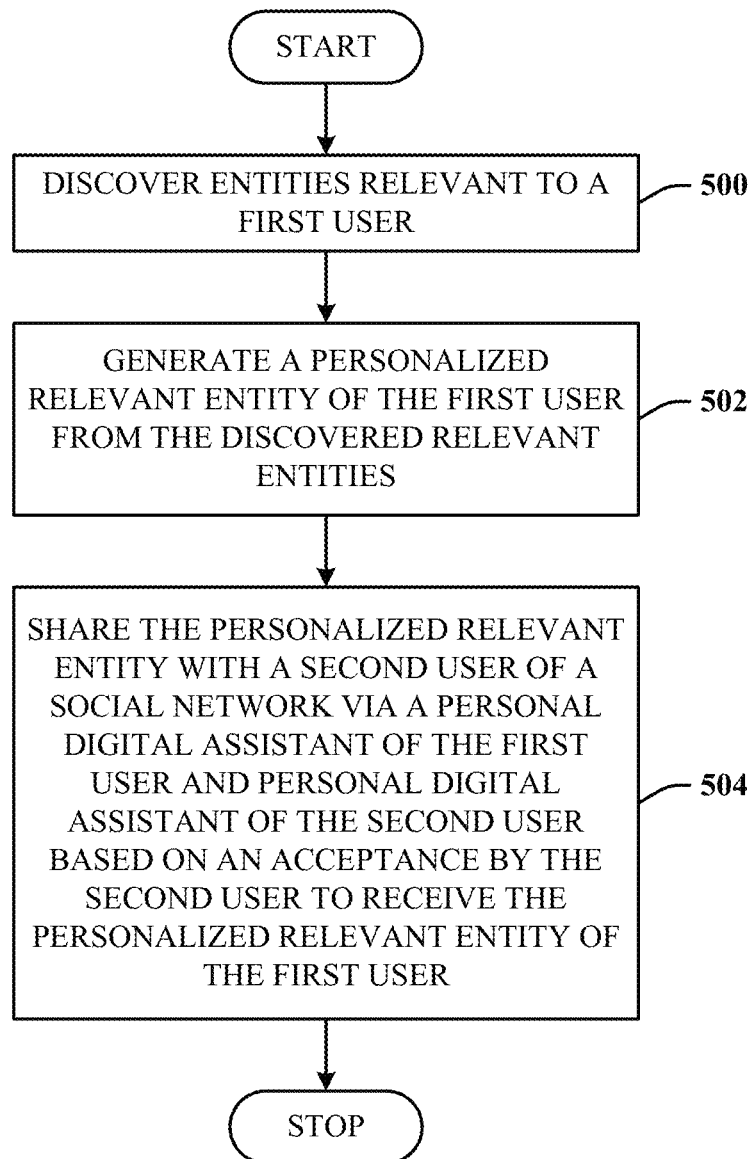 START
DISCOVER ENTITIES RELEVANT TO A
FIRST USER
500
GENERATE A PERSONALIZED
RELEVANT ENTITY OF THE FIRST USER
FROM THE DISCOVERED RELEVANT
ENTITIES
502
SHARE THE PERSONALIZED RELEVANT
ENTITY WITH A SECOND USER OF A
SOCIAL NETWORK VIA A PERSONAL
DIGITAL ASSISTANT OF THE FIRST
USER AND PERSONAL DIGITAL
ASSISTANT OF THE SECOND USER
BASED ON AN ACCEPTANCE BY THE
SECOND USER TO RECEIVE THE
PERSONALIZED RELEVANT ENTITY OF
THE FIRST USER
504
STOP